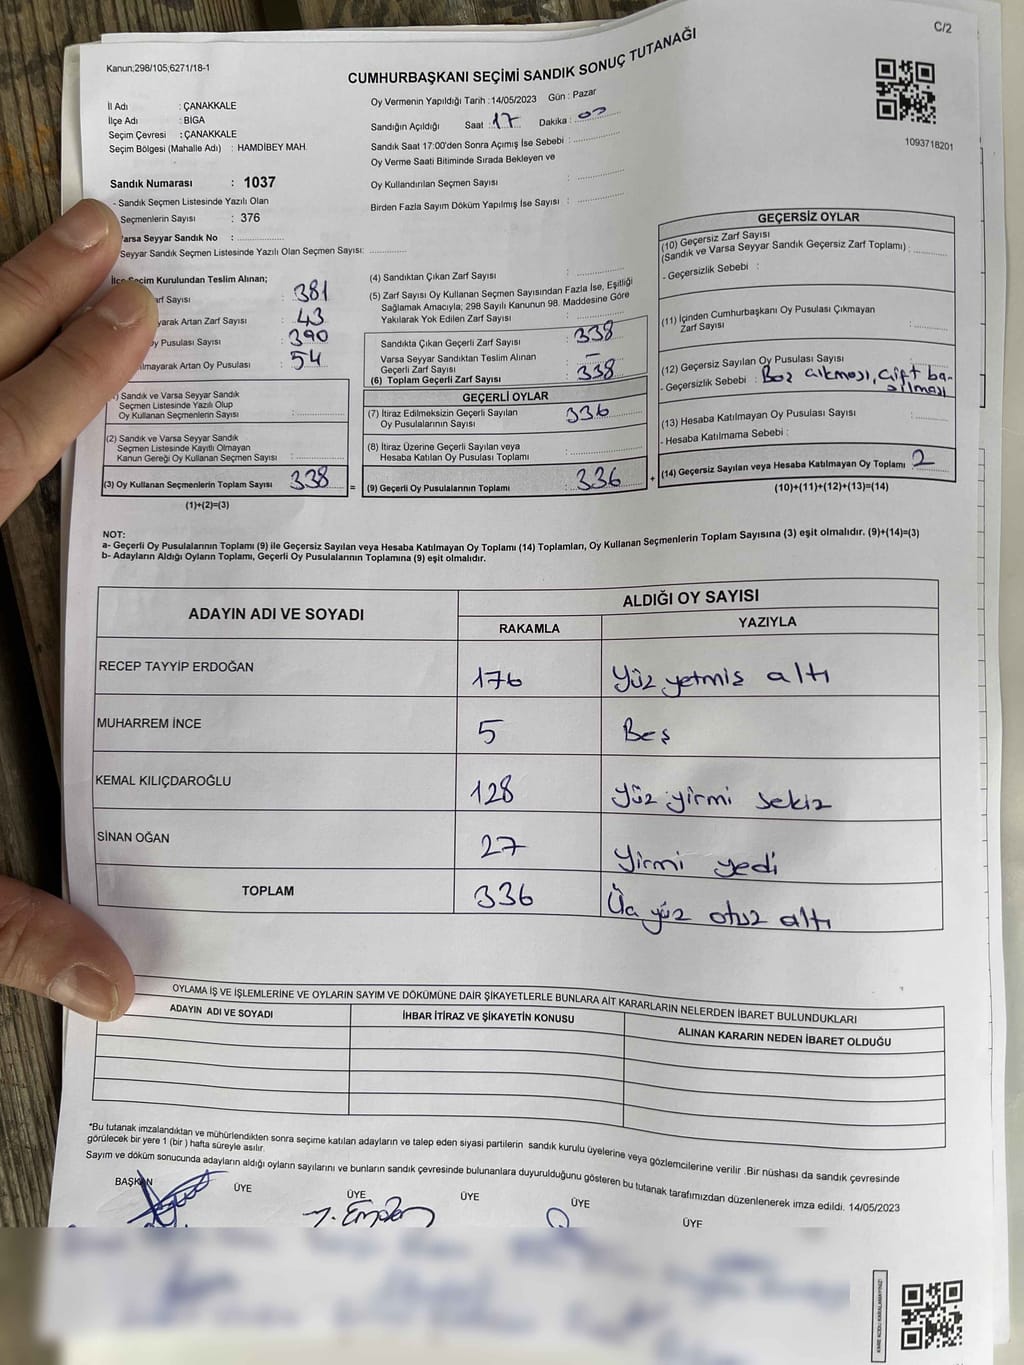 C/2
Kanun;298/105;6271/18-1
CUMHURBAŞKANI SEÇİMİ SANDIK SONUÇ TUTANAĞI
İl Adı : ÇANAKKALE
İlçe Adı : BİGA
Seçim Çevresi : ÇANAKKALE
Seçim Bölgesi (Mahalle Adı) : HAMDİBEY MAH.
Sandık Numarası : 1037
- Sandık Seçmen Listesinde Yazılı Olan
Seçmenlerin Sayısı : 376
Varsa Seyyar Sandık No :
Seyyar Sandık Seçmen Listesinde Yazılı Olan Seçmen Sayısı:
Oy Vermenin Yapıldığı Tarih : 14/05/2023 Gün : Pazar
Sandığın Açıldığı Saat : 17 Dakika : 00
Sandık Saat 17:00'den Sonra Açımış İse Sebebi :
Oy Verme Saati Bitiminde Sırada Bekleyen ve
Oy Kullandırılan Seçmen Sayısı :
Birden Fazla Sayım Döküm Yapılmış İse Sayısı :
1093718201
İlçe Seçim Kurulundan Teslim Alınan;
arf Sayısı : 381
yarak Artan Zarf Sayısı : 43
oy Pusulası Sayısı : 390
ılmayarak Artan Oy Pusulası : 54
(1) Sandık ve Varsa Seyyar Sandık
Seçmen Listesinde Yazılı Olup
Oy Kullanan Seçmenlerin Sayısı :
(2) Sandık ve Varsa Seyyar Sandık
Seçmen Listesinde Kayıtlı Olmayan
Kanun Gereği Oy Kullanan Seçmen Sayısı :
(3) Oy Kullanan Seçmenlerin Toplam Sayısı : 338
(1)+(2)=(3)
=
(4) Sandıktan Çıkan Zarf Sayısı :
(5) Zarf Sayısı Oy Kullanan Seçmen Sayısından Fazla İse, Eşitliği
Sağlamak Amacıyla; 298 Sayılı Kanunun 98. Maddesine Göre
Yakılarak Yok Edilen Zarf Sayısı :
Sandıkta Çıkan Geçerli Zarf Sayısı : 338
Varsa Seyyar Sandıktan Teslim Alınan
Geçerli Zarf Sayısı : –
(6) Toplam Geçerli Zarf Sayısı : 338
GEÇERLİ OYLAR
(7) İtiraz Edilmeksizin Geçerli Sayılan
Oy Pusulalarının Sayısı : 336
(8) İtiraz Üzerine Geçerli Sayılan veya
Hesaba Katılan Oy Pusulası Toplamı :
(9) Geçerli Oy Pusulalarının Toplamı : 336
+
GEÇERSİZ OYLAR
(10) Geçersiz Zarf Sayısı
(Sandık ve Varsa Seyyar Sandık Geçersiz Zarf Toplamı) :
- Geçersizlik Sebebi :
(11) İçinden Cumhurbaşkanı Oy Pusulası Çıkmayan
Zarf Sayısı :
(12) Geçersiz Sayılan Oy Pusulası Sayısı :
- Geçersizlik Sebebi : Boş çıkması, çift ba-
sılması
(13) Hesaba Katılmayan Oy Pusulası Sayısı :
- Hesaba Katılmama Sebebi :
(14) Geçersiz Sayılan veya Hesaba Katılmayan Oy Toplamı : 2
(10)+(11)+(12)+(13)=(14)
NOT:
a- Geçerli Oy Pusulalarının Toplamı (9) ile Geçersiz Sayılan veya Hesaba Katılmayan Oy Toplamı (14) Toplamları, Oy Kullanan Seçmenlerin Toplam Sayısına (3) eşit olmalıdır. (9)+(14)=(3)
b- Adayların Aldığı Oyların Toplamı, Geçerli Oy Pusulalarının Toplamına (9) eşit olmalıdır.
ADAYIN ADI VE SOYADI ALDIĞI OY SAYISI
RAKAMLA YAZIYLA
RECEP TAYYİP ERDOĞAN 176 Yüz yetmiş altı
MUHARREM İNCE 5 Beş
KEMAL KILIÇDAROĞLU 128 Yüz yirmi sekiz
SİNAN OĞAN 27 Yirmi yedi
TOPLAM 336 Üç yüz otuz altı
OYLAMA İŞ VE İŞLEMLERİNE VE OYLARIN SAYIM VE DÖKÜMÜNE DAİR ŞİKAYETLERLE BUNLARA AİT KARARLARIN NELERDEN İBARET BULUNDUKLARI
ADAYIN ADI VE SOYADI İHBAR İTİRAZ VE ŞİKAYETİN KONUSU ALINAN KARARIN NEDEN İBARET OLDUĞU
*Bu tutanak imzalandıktan ve mühürlendikten sonra seçime katılan adayların ve talep eden siyasi partilerin sandık kurulu üyelerine veya gözlemcilerine verilir .Bir nüshası da sandık çevresinde
görülecek bir yere 1 (bir ) hafta süreyle asılır.
Sayım ve döküm sonucunda adayların aldığı oyların sayılarını ve bunların sandık çevresinde bulunanlara duyurulduğunu gösteren bu tutanak tarafımızdan düzenlenerek imza edildi. 14/05/2023
BAŞKAN ÜYE ÜYE ÜYE ÜYE ÜYE
KARE KODU KARALAMAYINIZ!